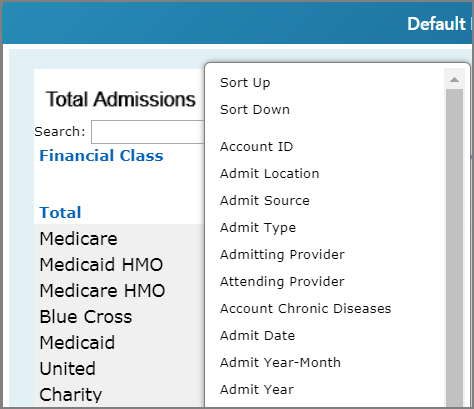 Default
Total Admissions
Search:
Financial Class
Total
Medicare
Medicaid HMO
Medicare HMO
Blue Cross
Medicaid
United
Charity
Sort Up
Sort Down
Account ID
Admit Location
Admit Source
Admit Type
Admitting Provider
Attending Provider
Account Chronic Diseases
Admit Date
Admit Year-Month
Admit Year